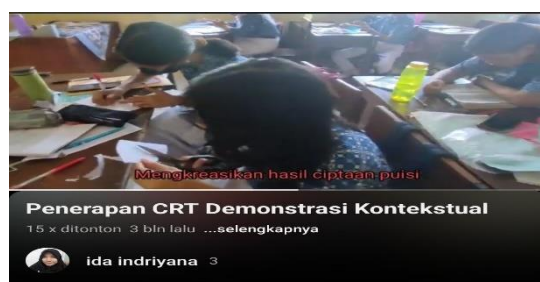 Mengkreasikan hasil ciptaan puisi
Penerapan CRT Demonstrasi Kontekstual
15 x ditonton 3 bln lalu ...selengkapnya
ida indriyana 3